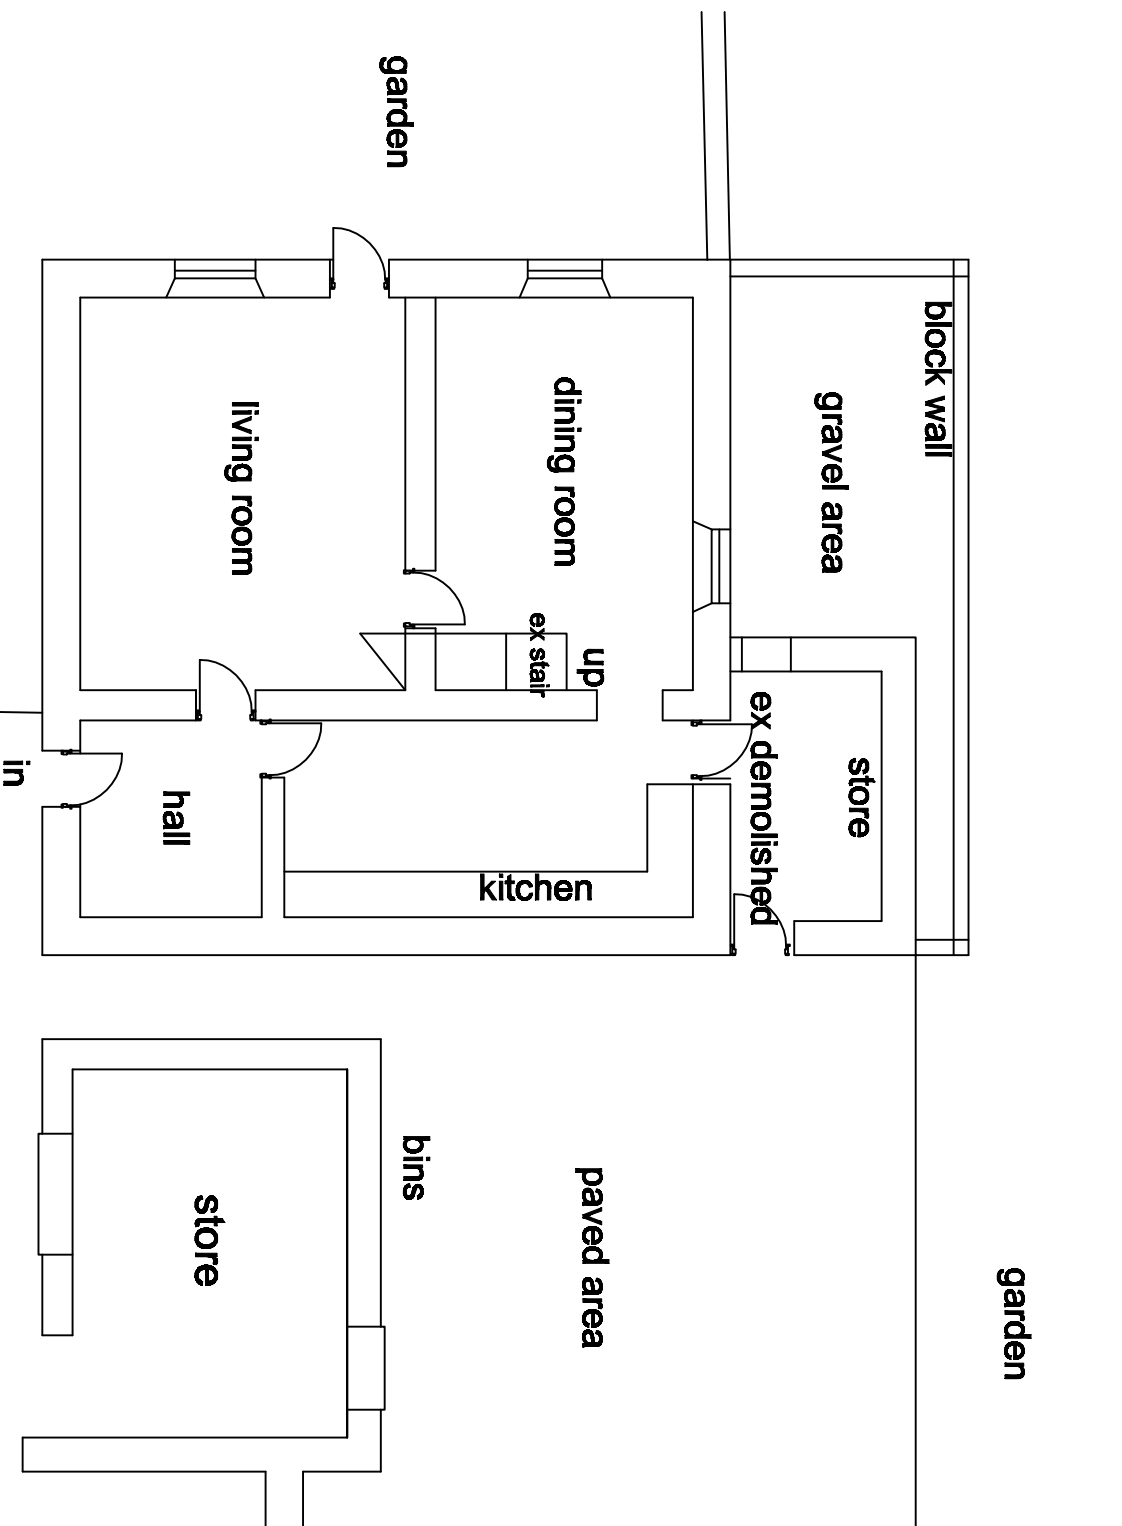 garden
block wall
gravel area
dining room
living room
ex stair
up
ex demolished
store
in
hall
kitchen
bins
paved area
store
garden